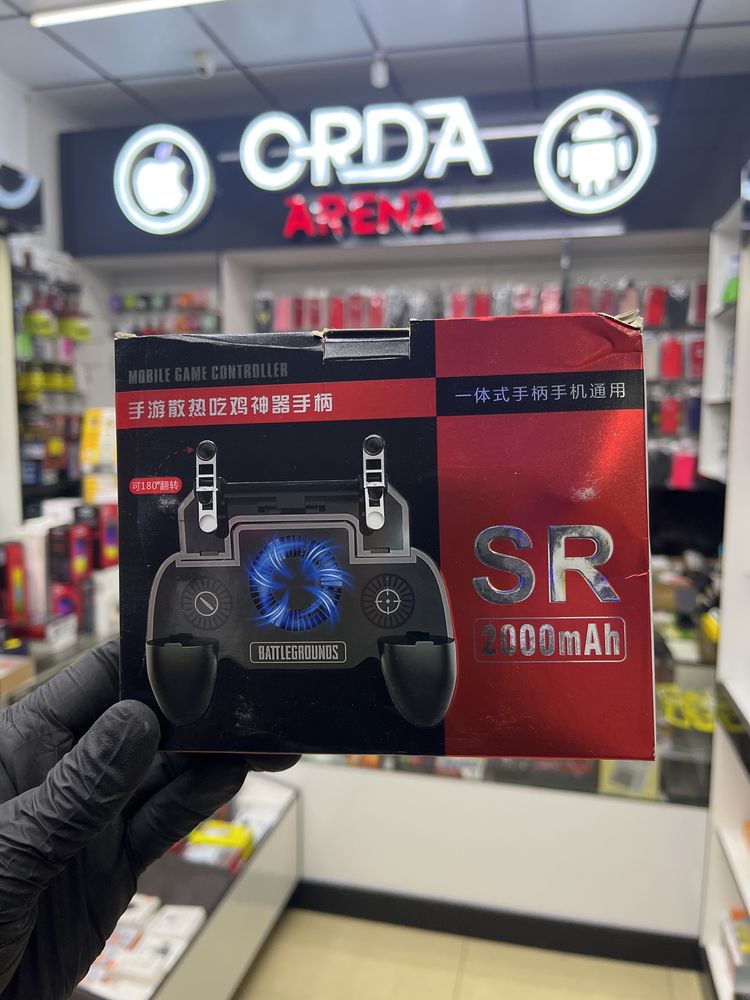 ORDA
ARENA
MOBILE GAME CONTROLLER
手游散热吃鸡神器手柄
一体式手柄手机通用
可180°翻转
BATTLEGROUNDS
SR
2000mAh